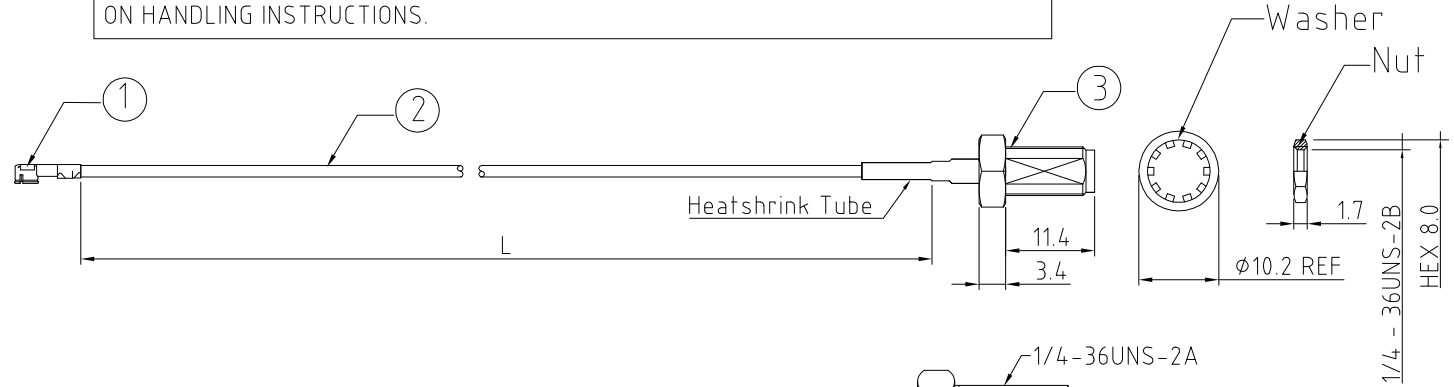 ON HANDLING INSTRUCTIONS.
Washer
Nut
1
2
3
Heatshrink Tube
L
11.4
3.4
Ø10.2 REF
1.7
1/4 - 36UNS-2B
HEX 8.0
1/4-36UNS-2A